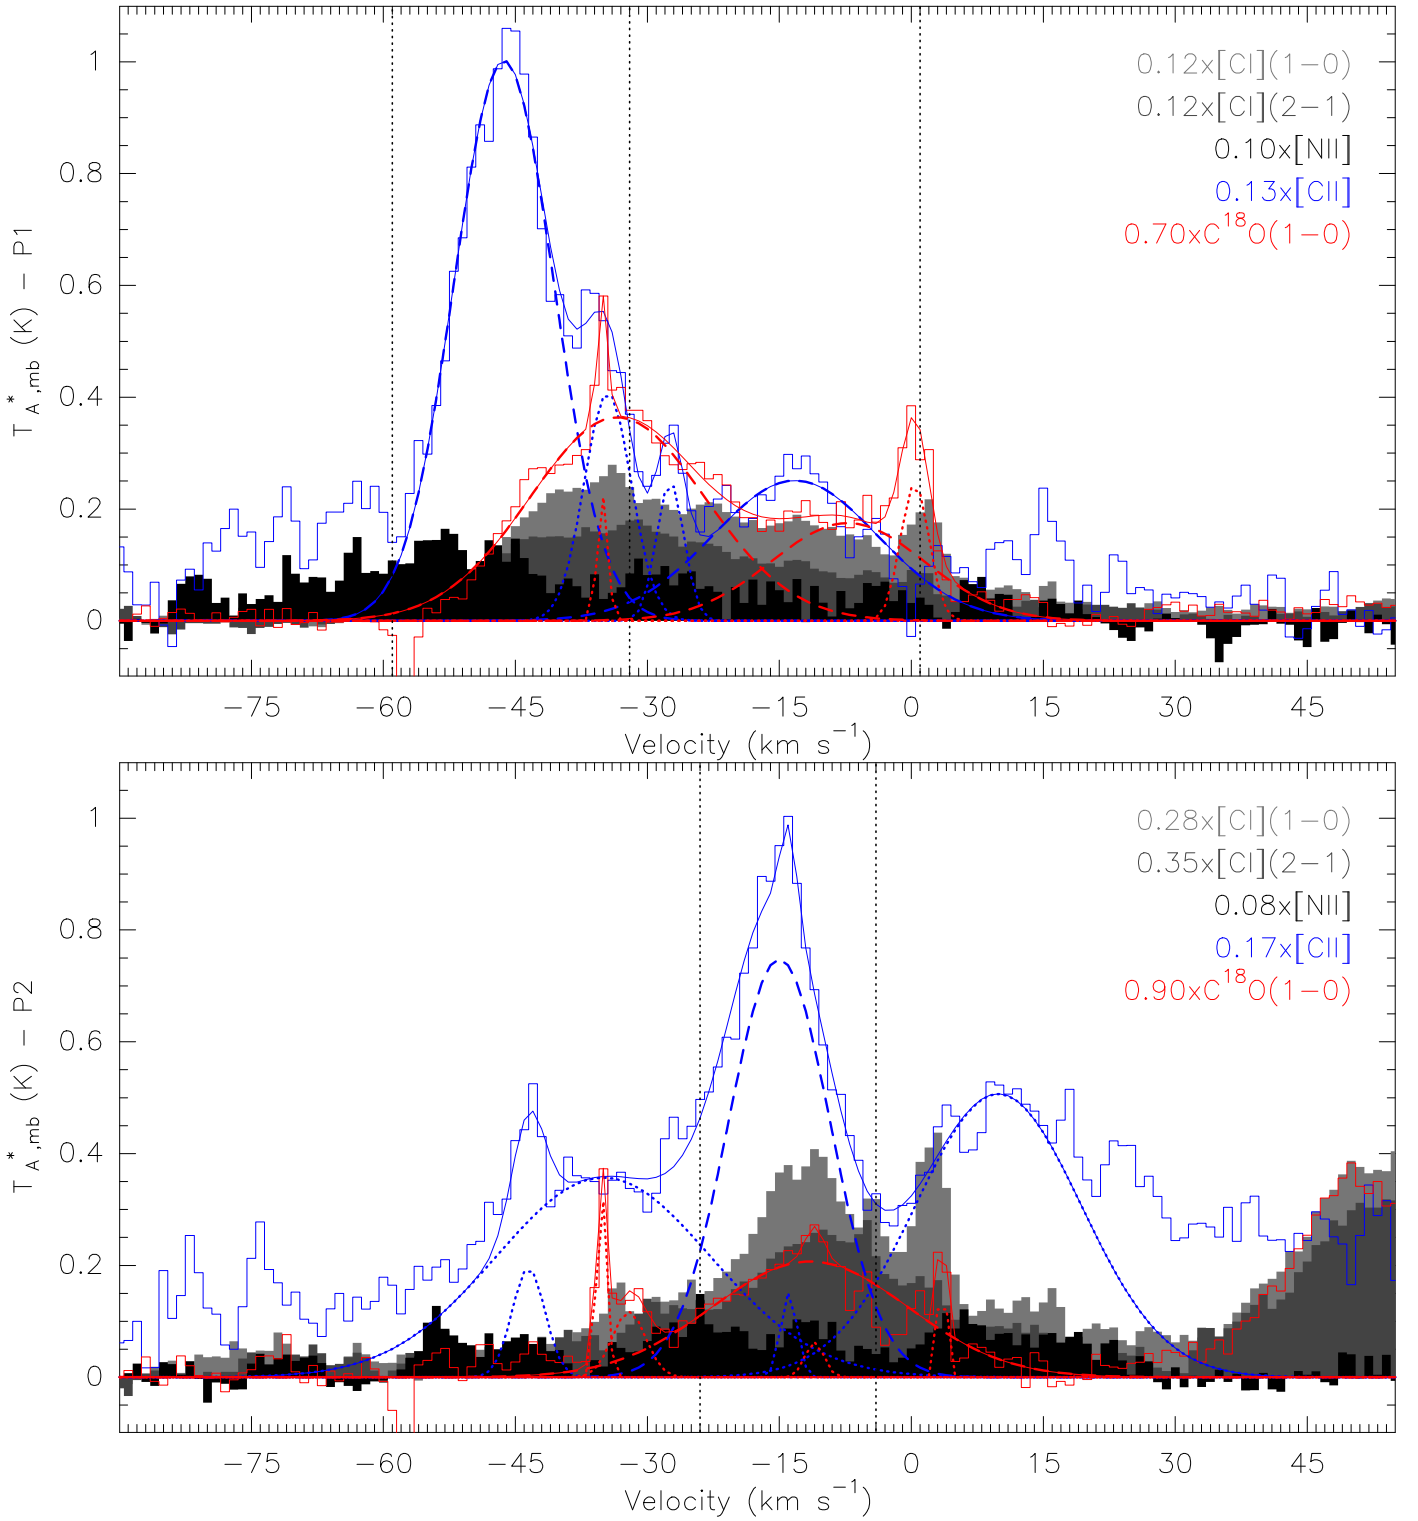 1
0.8
0.6
0.4
0.2
0
T*A,mb (K) − P1
0.12x[CI](1−0)
0.12x[CI](2−1)
0.10x[NII]
0.13x[CII]
0.70xC18O(1−0)
−75 −60 −45 −30 −15 0 15 30 45
Velocity (km s−1)
1
0.8
0.6
0.4
0.2
0
T*A,mb (K) − P2
0.28x[CI](1−0)
0.35x[CI](2−1)
0.08x[NII]
0.17x[CII]
0.90xC18O(1−0)
−75 −60 −45 −30 −15 0 15 30 45
Velocity (km s−1)